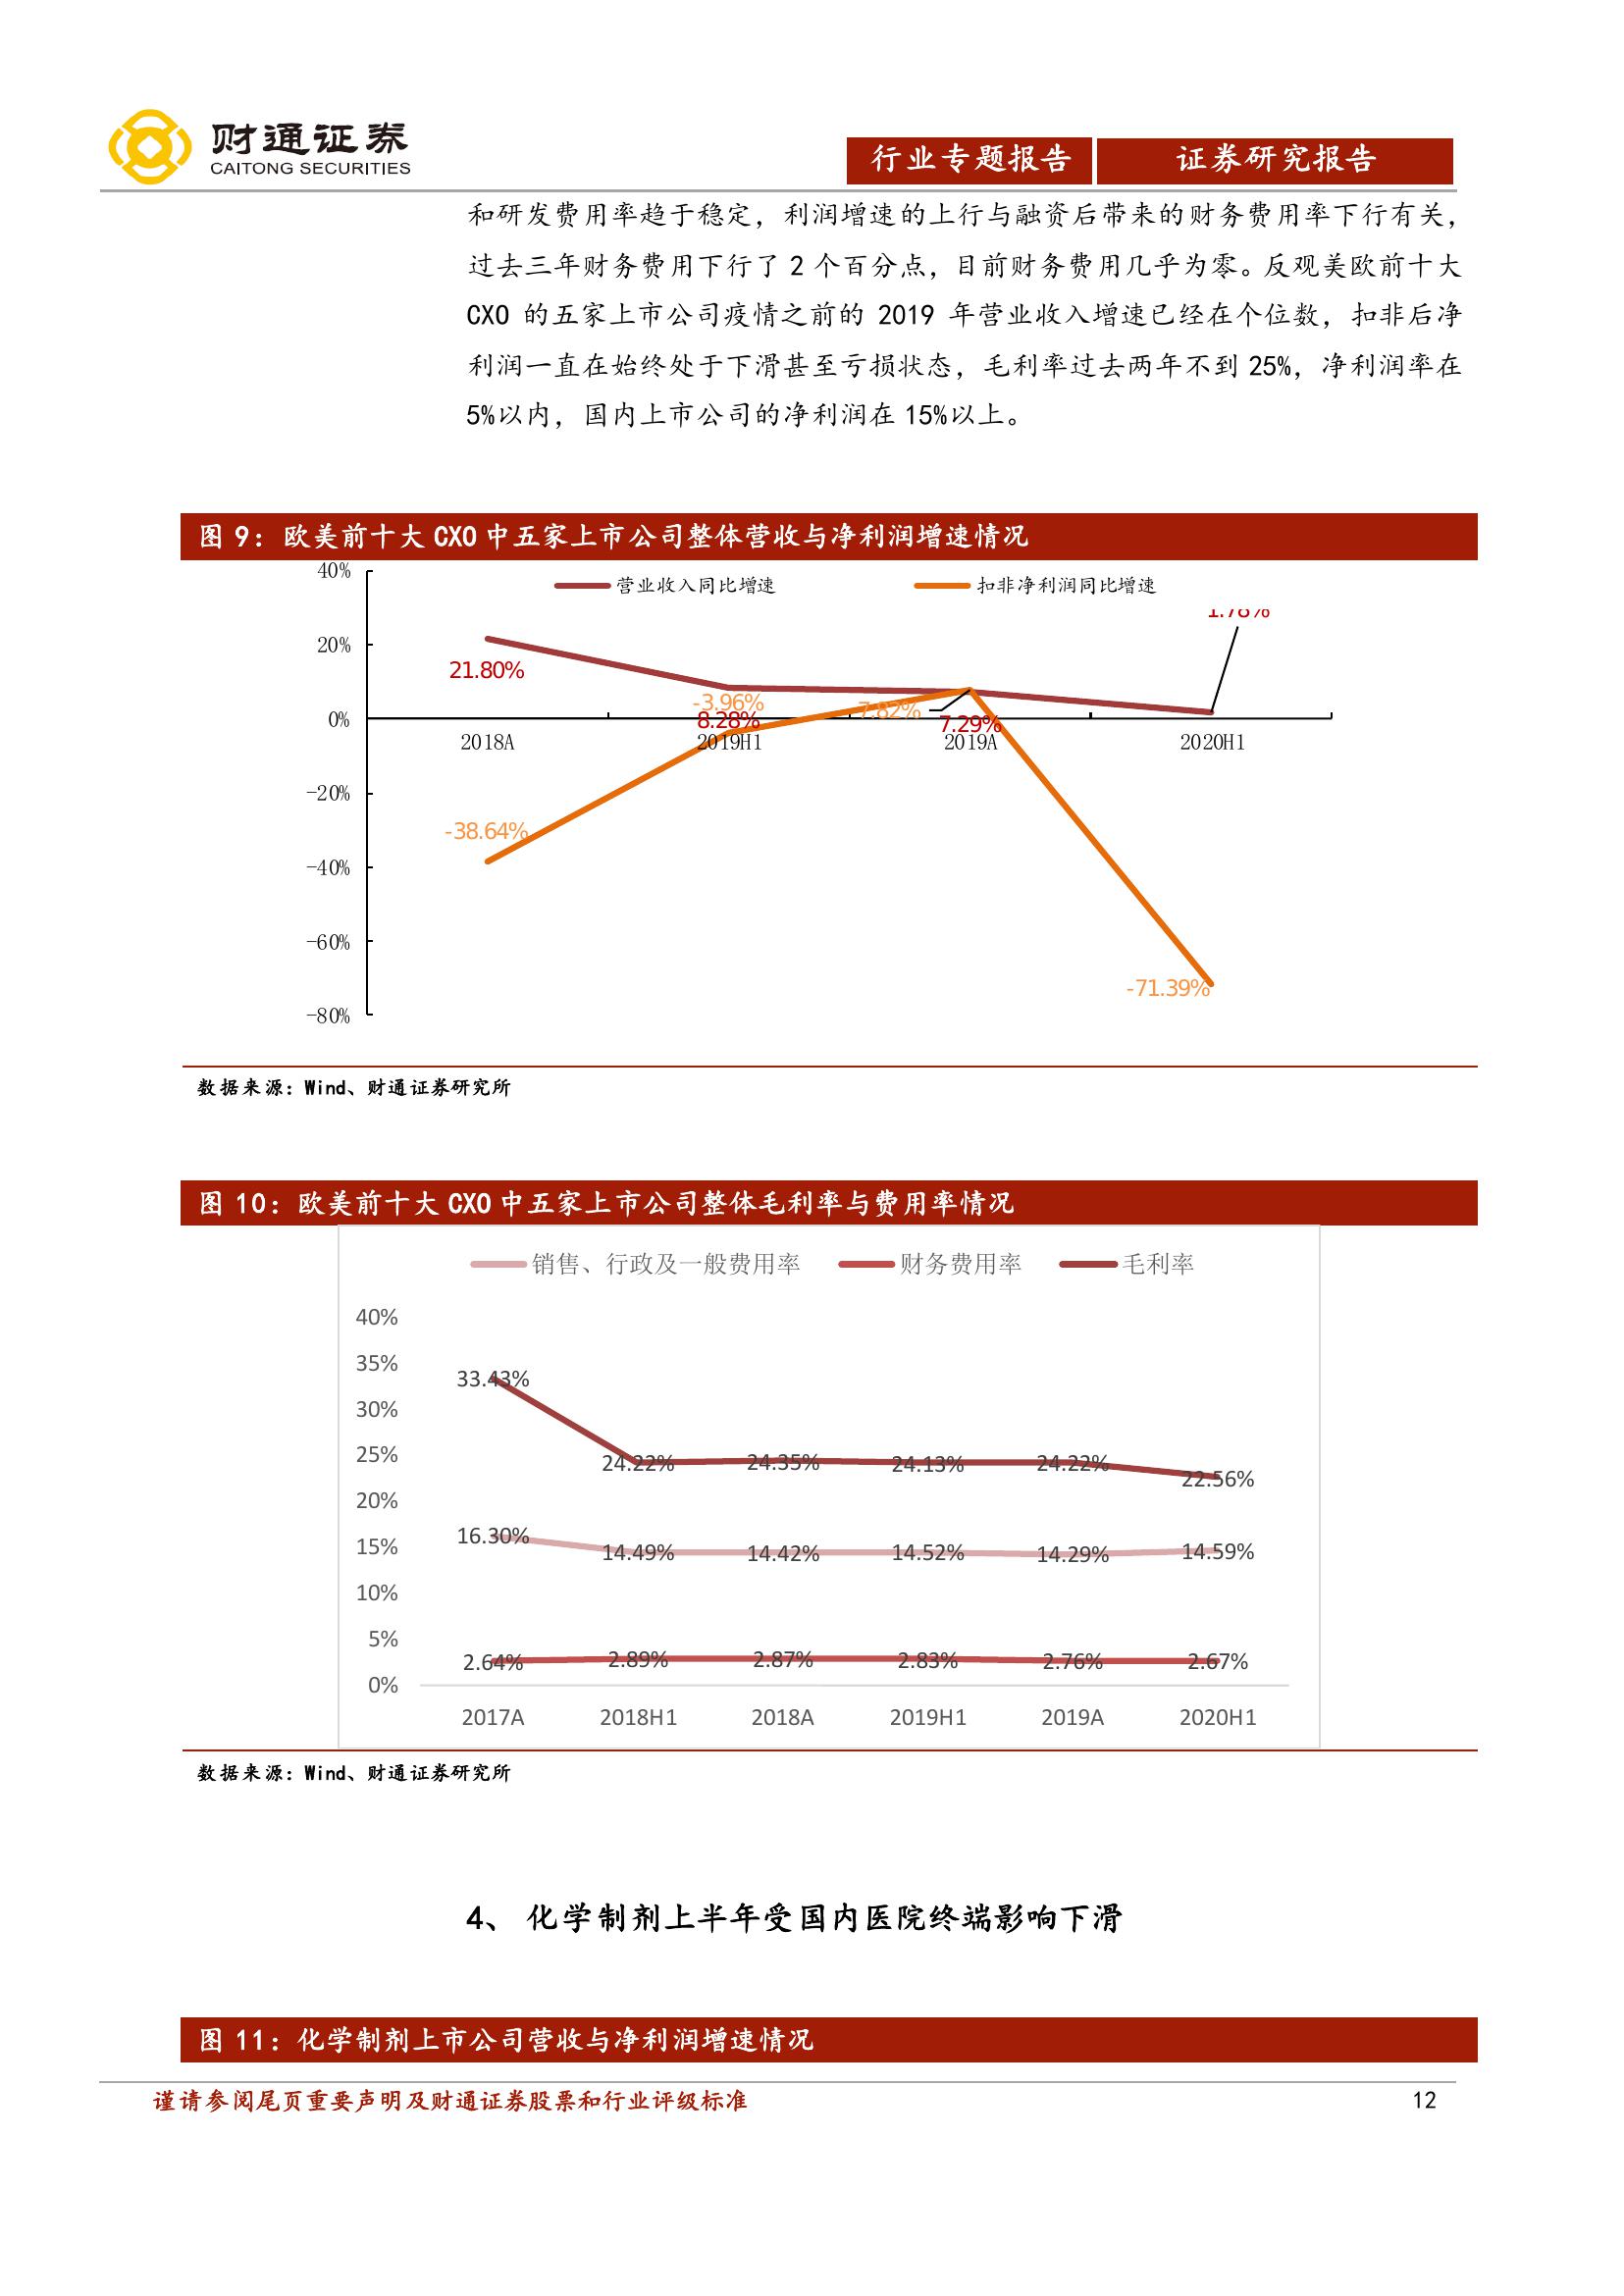 财通证券
CAITONG SECURITIES
行业专题报告 证券研究报告
和研发费用率趋于稳定，利润增速的上行与融资后带来的财务费用率下行有关，
过去三年财务费用下行了 2 个百分点，目前财务费用几乎为零。反观美欧前十大
CXO 的五家上市公司疫情之前的 2019 年营业收入增速已经在个位数，扣非后净
利润一直在始终处于下滑甚至亏损状态，毛利率过去两年不到 25%，净利润率在
5%以内，国内上市公司的净利润在 15%以上。
图 9：欧美前十大 CXO 中五家上市公司整体营收与净利润增速情况
营业收入同比增速 扣非净利润同比增速
40%
20%
0%
-20%
-40%
-60%
-80%
21.80%
8.28%
7.29%
1.78%
-38.64%
-3.96%
7.82%
-71.39%
2018A 2019H1 2019A 2020H1
数据来源：Wind、财通证券研究所
图 10：欧美前十大 CXO 中五家上市公司整体毛利率与费用率情况
销售、行政及一般费用率 财务费用率 毛利率
40%
35%
30%
25%
20%
15%
10%
5%
0%
33.43% 24.22% 24.35% 24.13% 24.22% 22.56%
16.30% 14.49% 14.42% 14.52% 14.29% 14.59%
2.64% 2.89% 2.87% 2.83% 2.76% 2.67%
2017A 2018H1 2018A 2019H1 2019A 2020H1
数据来源：Wind、财通证券研究所
4、 化学制剂上半年受国内医院终端影响下滑
图 11：化学制剂上市公司营收与净利润增速情况
谨请参阅尾页重要声明及财通证券股票和行业评级标准 12